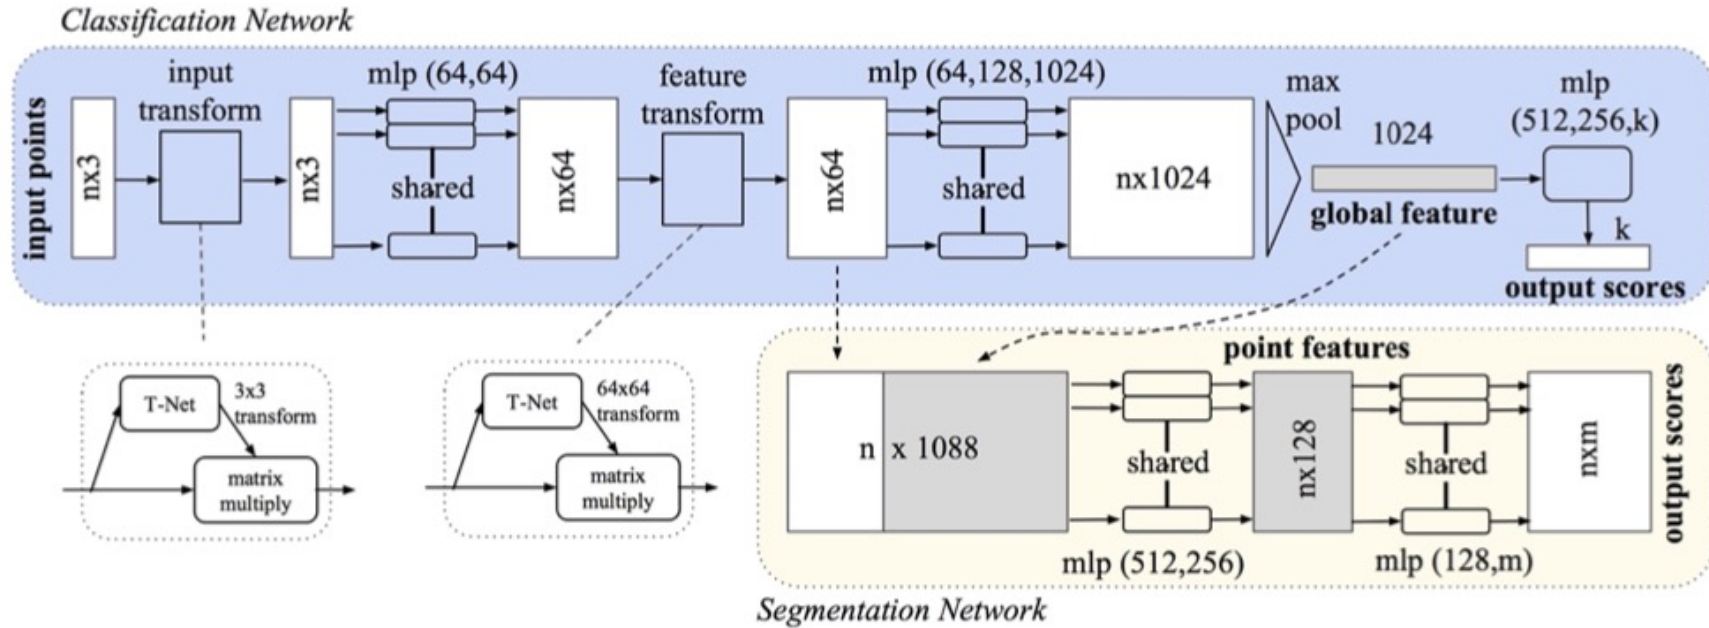 Classification Network
input points
nx3
input
transform
nx3
mlp (64,64)
shared
nx64
feature
transform
nx64
mlp (64,128,1024)
shared
nx1024
max
pool
1024
global feature
mlp
(512,256,k)
k
output scores
T-Net
3x3
transform
matrix
multiply
T-Net
64x64
transform
matrix
multiply
point features
n x 1088
shared
mlp (512,256)
nx128
shared
mlp (128,m)
nxm
output scores
Segmentation Network